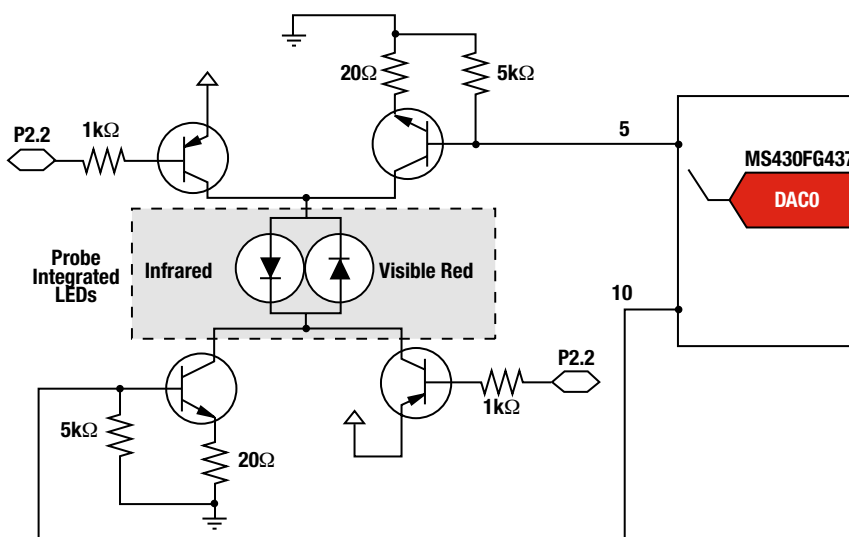 20Ω
5kΩ
P2.2
1kΩ
5
MS430FG437
DAC0
Probe
Integrated
LEDs
Infrared
Visible Red
10
P2.2
1kΩ
5kΩ
20Ω